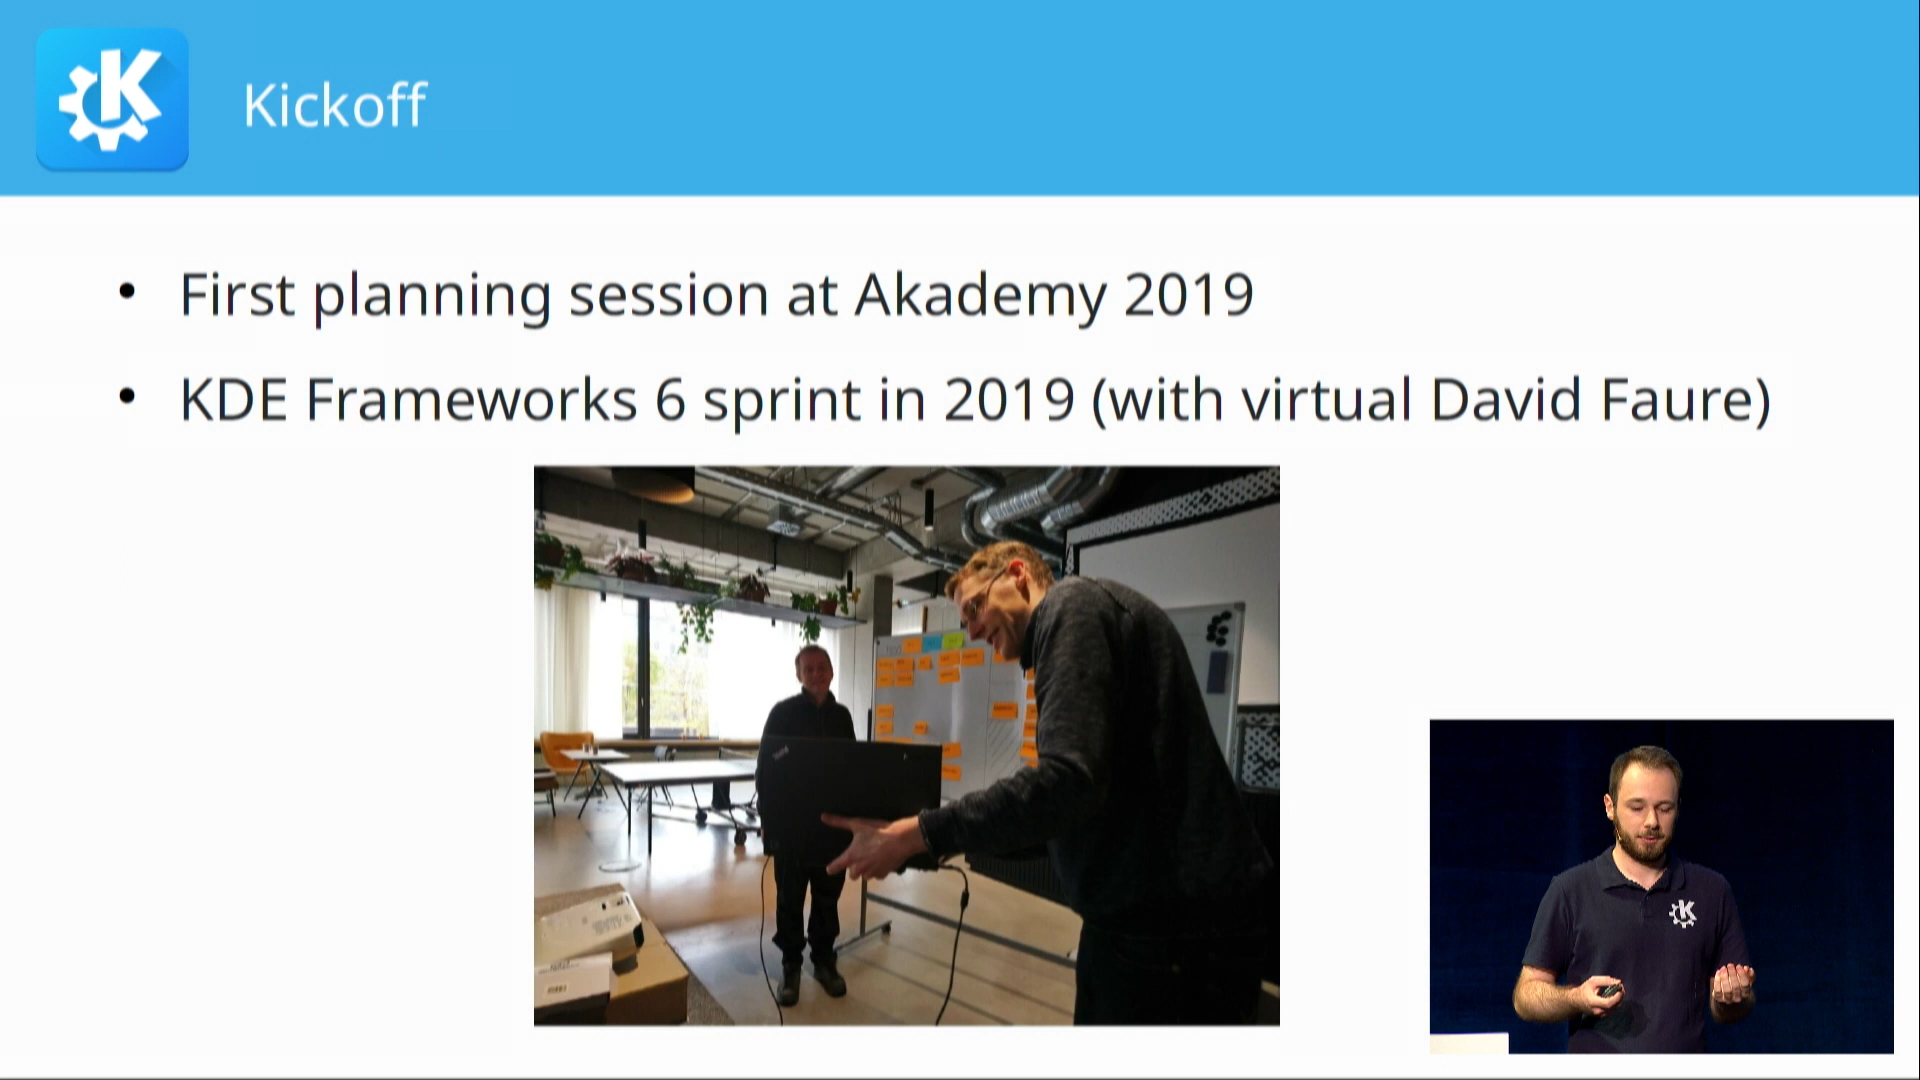 Kickoff
• First planning session at Akademy 2019
• KDE Frameworks 6 sprint in 2019 (with virtual David Faure)